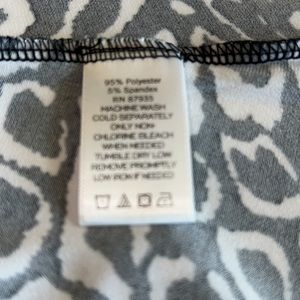 95% Polyester
5% Spandex
RN 87935
MACHINE WASH
COLD SEPARATELY
ONLY NON-
CHLORINE BLEACH
WHEN NEEDED
TUMBLE DRY LOW
REMOVE PROMPTLY
LOW IRON IF NEEDED